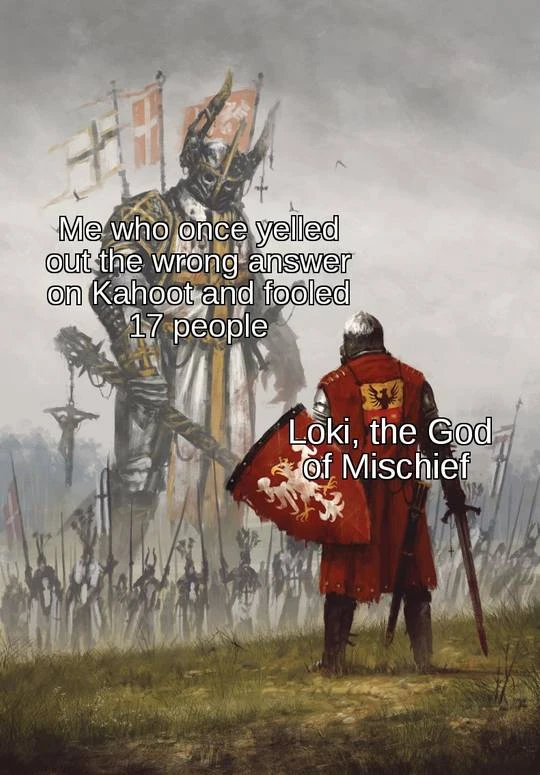 Me who once yelled
out the wrong answer
on Kahoot and fooled
17 people
Loki, the God
of Mischief